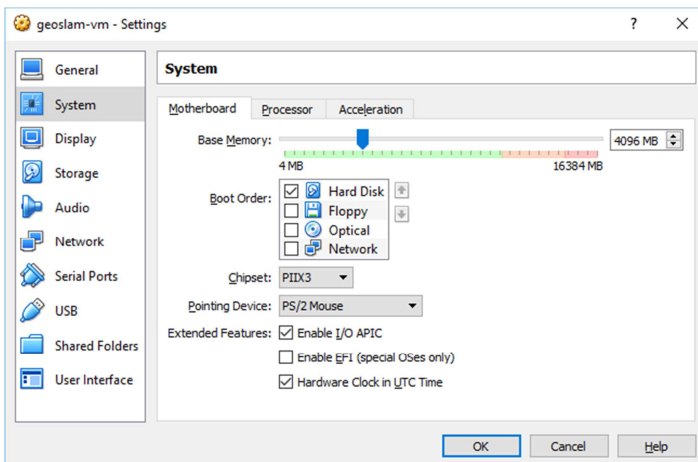 geoslam-vm - Settings
?
General
System
Display
Storage
Audio
Network
Serial Ports
USB
Shared Folders
User Interface
System
Motherboard Processor Acceleration
Base Memory: 4096 MB
4 MB 16384 MB
Boot Order: Hard Disk
Floppy
Optical
Network
Chipset: PIIX3
Pointing Device: PS/2 Mouse
Extended Features: Enable I/O APIC
Enable EFI (special OSes only)
Hardware Clock in UTC Time
OK Cancel Help